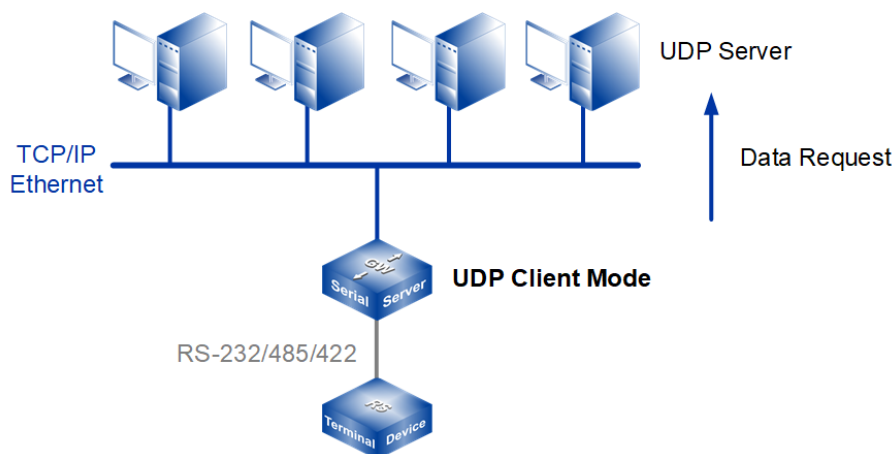 UDP Server
TCP/IP
Ethernet
Data Request
GW
Serial Server
UDP Client Mode
RS-232/485/422
RS
Terminal Device